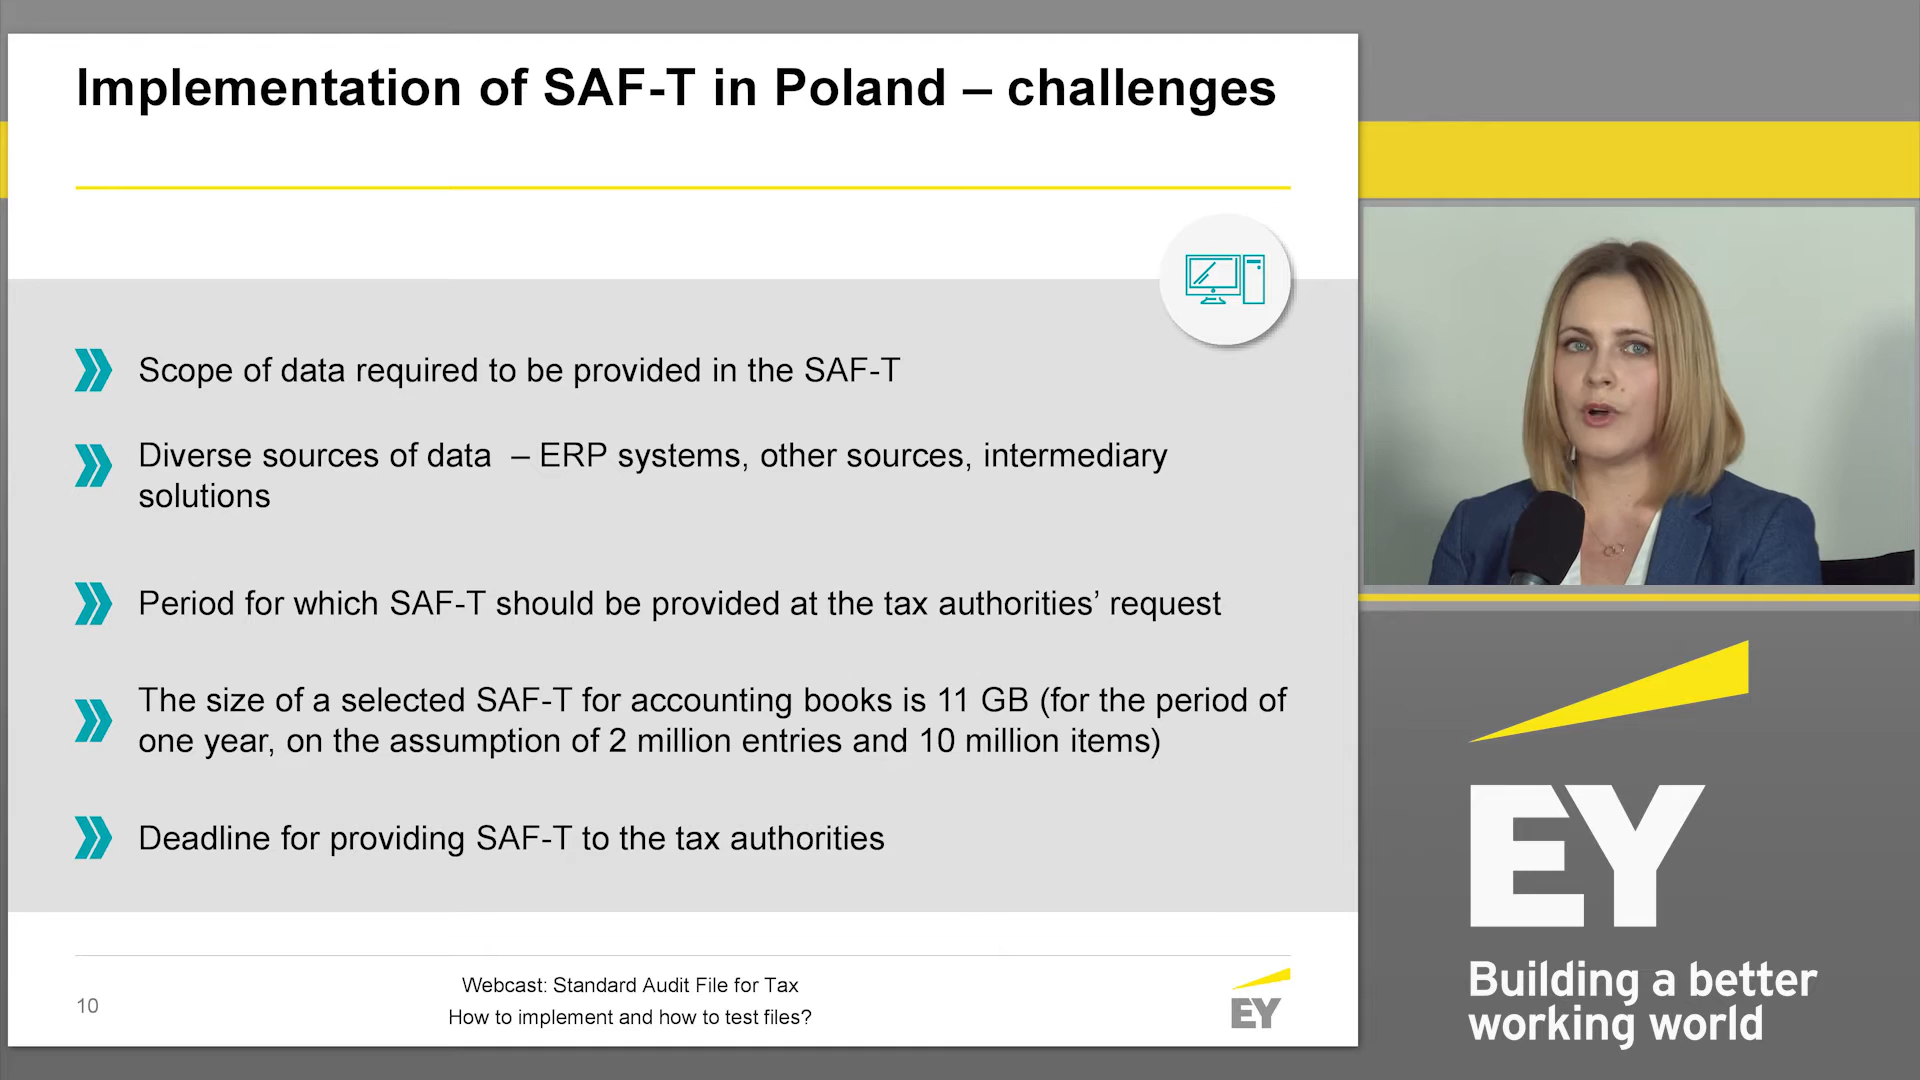 Implementation of SAF-T in Poland – challenges
Scope of data required to be provided in the SAF-T
Diverse sources of data – ERP systems, other sources, intermediary
solutions
Period for which SAF-T should be provided at the tax authorities’ request
The size of a selected SAF-T for accounting books is 11 GB (for the period of
one year, on the assumption of 2 million entries and 10 million items)
Deadline for providing SAF-T to the tax authorities
10
Webcast: Standard Audit File for Tax
How to implement and how to test files?
EY
EY
Building a better
working world